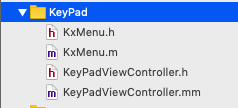 KeyPad
h KxMenu.h
m KxMenu.m
h KeyPadViewController.h
m KeyPadViewController.mm